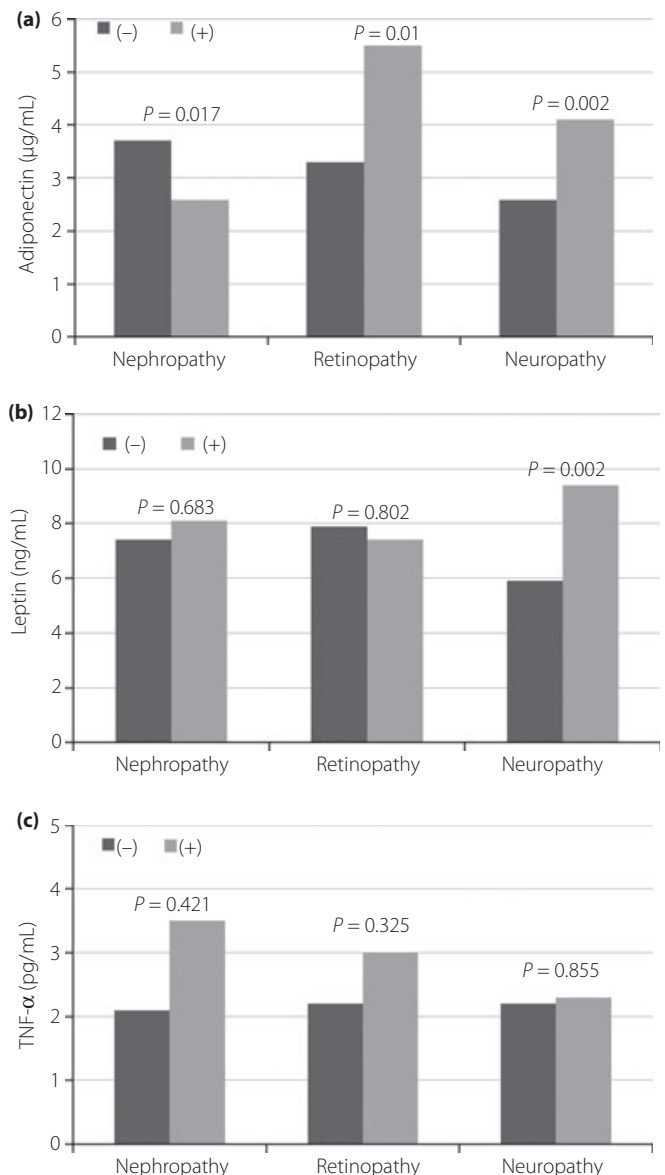 (a)
6
(−) (+)
P = 0.01
5
P = 0.002
P = 0.017
4
Adiponectin (µg/mL)
3
2
1
0
Nephropathy Retinopathy Neuropathy
(b)
12
(−) (+)
P = 0.002
10
P = 0.683 P = 0.802
8
Leptin (ng/mL)
6
4
2
0
Nephropathy Retinopathy Neuropathy
(c)
5
(−) (+)
4
P = 0.421
P = 0.325
3
P = 0.855
TNF-α (pg/mL)
2
1
0
Nephropathy Retinopathy Neuropathy